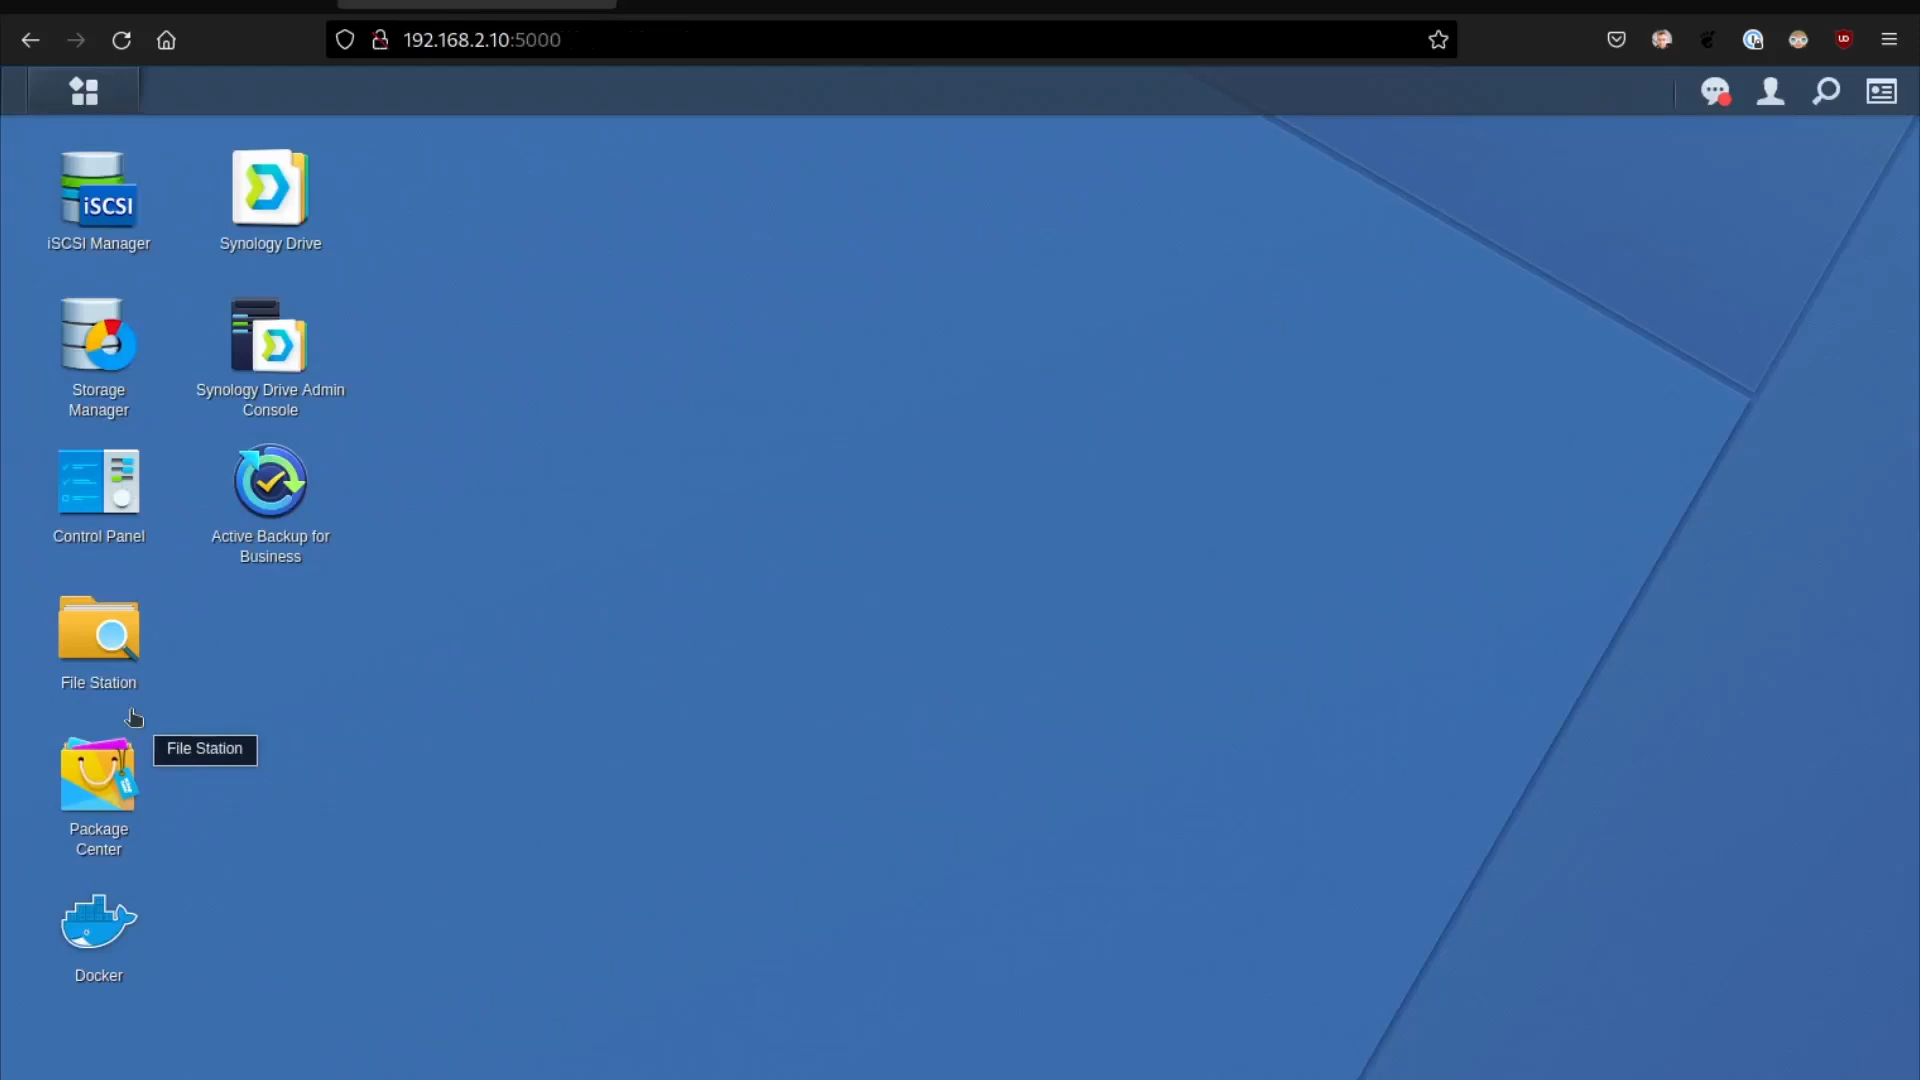 192.168.2.10:5000
iSCSI
iSCSI Manager
Synology Drive
Storage
Manager
Synology Drive Admin
Console
Control Panel
Active Backup for
Business
File Station
File Station
Package
Center
Docker